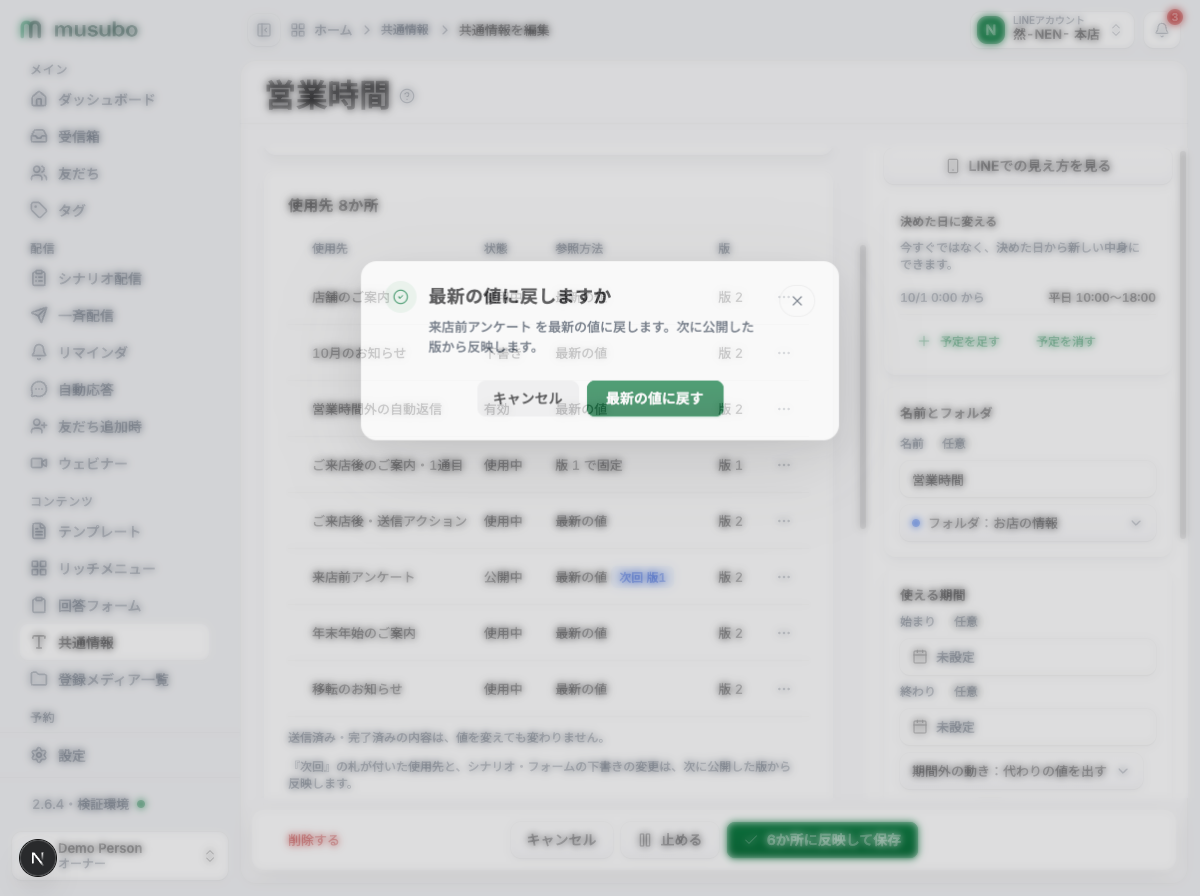 musubo
ホーム > 共通情報 > 共通情報を編集
LINEアカウント
N 然-NEN- 本店
3
メイン
ダッシュボード
受信箱
友だち
タグ
配信
シナリオ配信
一斉配信
リマインダ
自動応答
友だち追加時
ウェビナー
コンテンツ
テンプレート
リッチメニュー
回答フォーム
共通情報
登録メディア一覧
予約
設定
2.6.4・検証環境
N Demo Person
オーナー
営業時間
使用先 8か所
使用先 状態 参照方法 版
店舗のご案内 版 2 …
10月のお知らせ 下書き 最新の値 版 2 …
営業時間外の自動返信 有効 最新の値 版 2 …
ご来店後のご案内・1通目 使用中 版 1 で固定 版 1 …
ご来店後・送信アクション 使用中 最新の値 版 2 …
来店前アンケート 公開中 最新の値 次回 版1 版 2 …
年末年始のご案内 使用中 最新の値 版 2 …
移転のお知らせ 使用中 最新の値 版 2 …
送信済み・完了済みの内容は、値を変えても変わりません。
『次回』の札が付いた使用先と、シナリオ・フォームの下書きの変更は、次に公開した版から
反映します。
最新の値に戻しますか
来店前アンケート を最新の値に戻します。次に公開した
版から反映します。
キャンセル 最新の値に戻す
LINEでの見え方を見る
決めた日に変える
今すぐではなく、決めた日から新しい中身に
できます。
10/1 0:00 から 平日 10:00〜18:00
予定を足す 予定を消す
名前とフォルダ
名前 任意
営業時間
フォルダ：お店の情報
使える期間
始まり 任意
未設定
終わり 任意
未設定
期間外の動き：代わりの値を出す
削除する キャンセル 止める 6か所に反映して保存